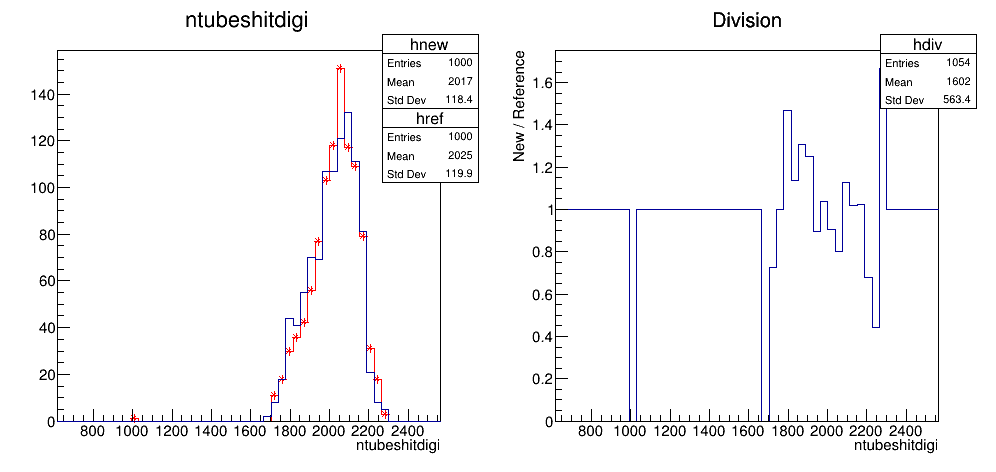 ntubeshitdigi
hnew
Entries 1000
Mean 2017
Std Dev 118.4
href
Entries 1000
Mean 2025
Std Dev 119.9
140
120
100
80
60
40
20
0
800 1000 1200 1400 1600 1800 2000 2200 2400
ntubeshitdigi
Division
hdiv
Entries 1054
Mean 1602
Std Dev 563.4
New / Reference
1.6
1.4
1.2
1
0.8
0.6
0.4
0.2
0
800 1000 1200 1400 1600 1800 2000 2200 2400
ntubeshitdigi